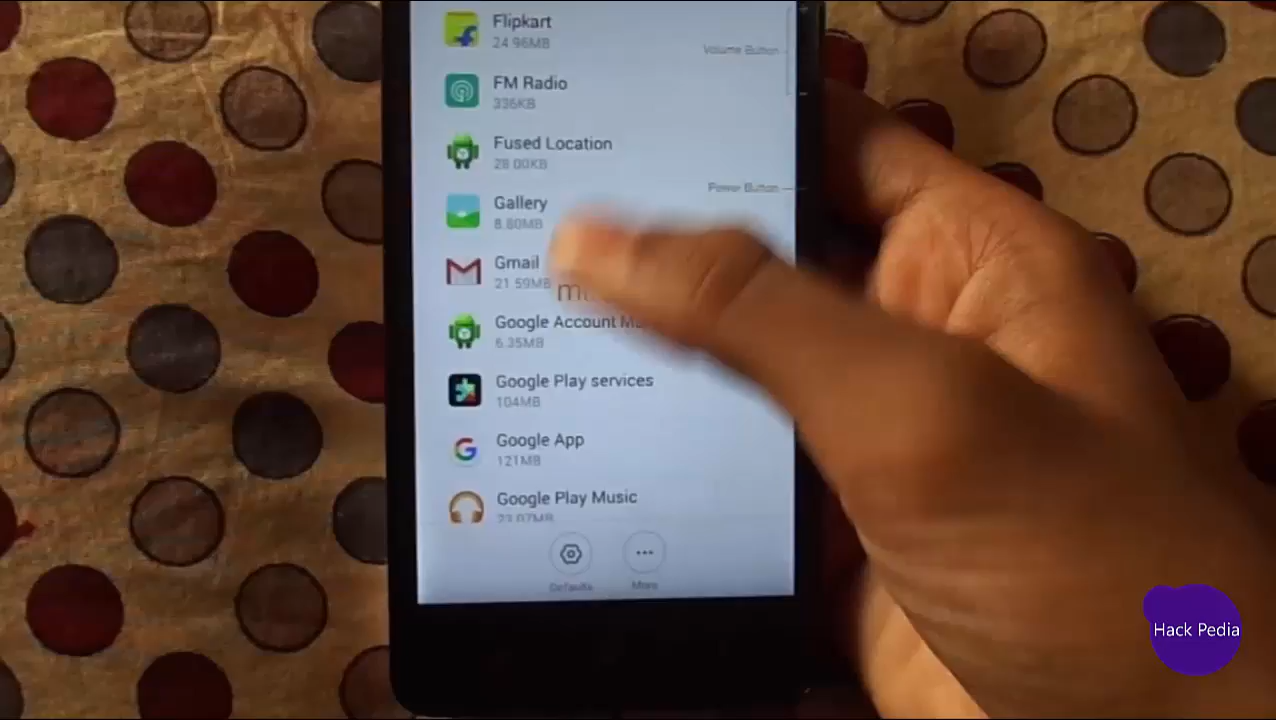 Flipkart
24.96MB
Volume Button
FM Radio
336KB
Fused Location
28.00KB
Power Button
Gallery
8.80MB
Gmail
21.59MB
Google Account
6.35MB
Google Play services
104MB
Google App
121MB
Google Play Music
23.07MB
Defaults
More
Hack Pedia